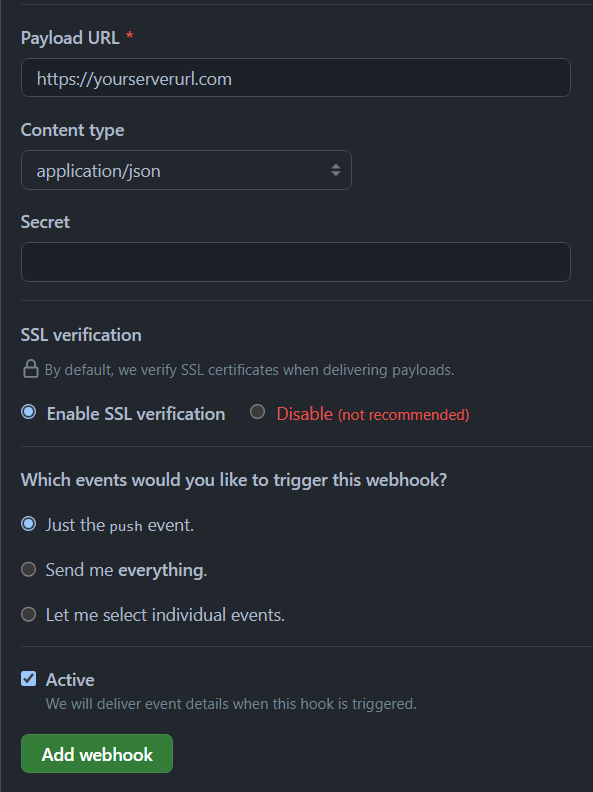 Payload URL *
https://yourserverurl.com
Content type
application/json
Secret
SSL verification
By default, we verify SSL certificates when delivering payloads.
Enable SSL verification Disable (not recommended)
Which events would you like to trigger this webhook?
Just the push event.
Send me everything.
Let me select individual events.
Active
We will deliver event details when this hook is triggered.
Add webhook